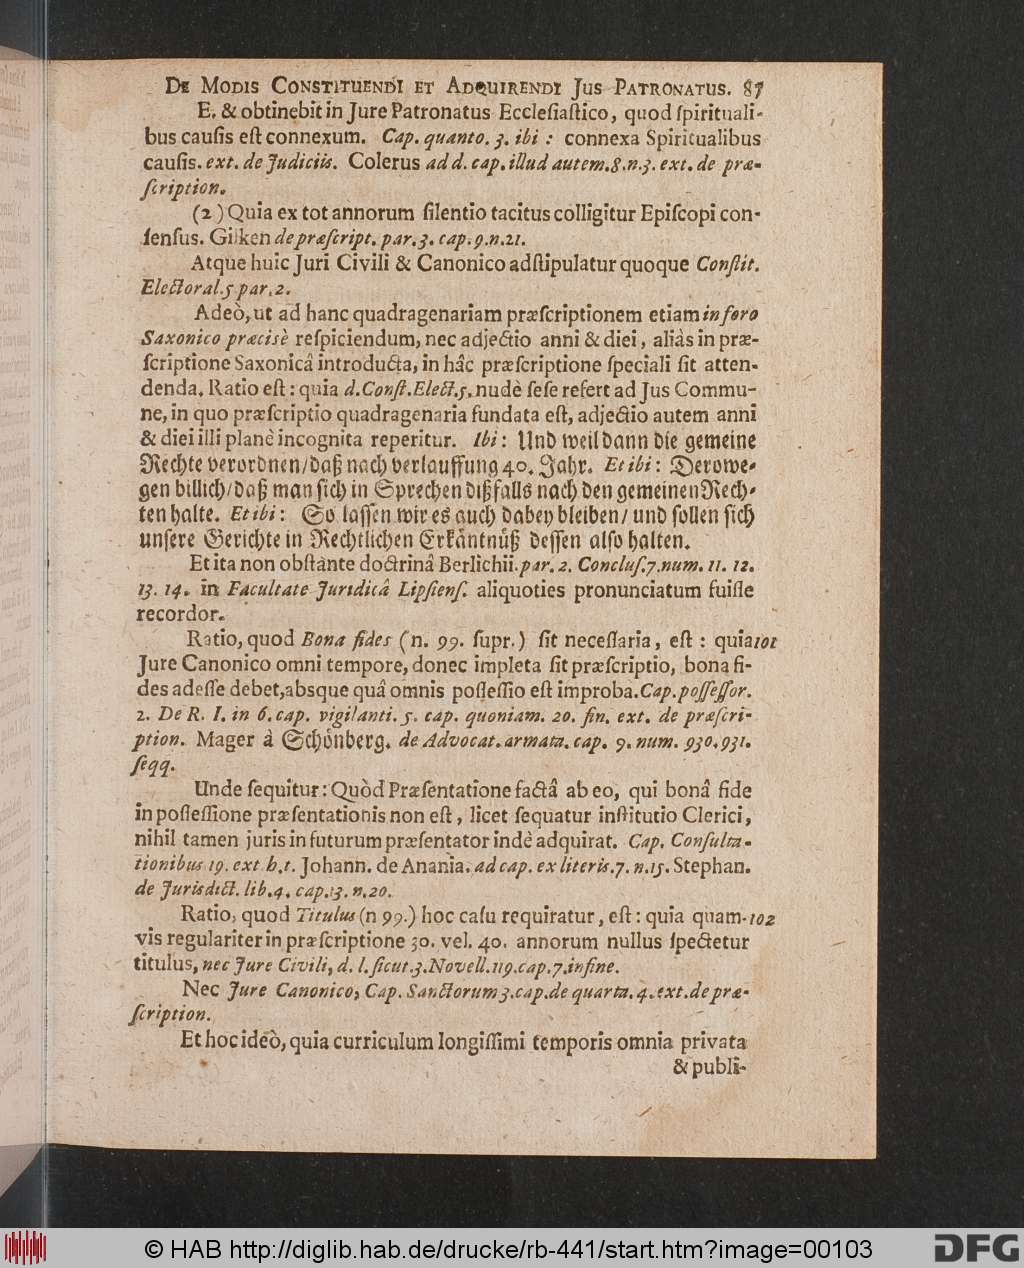 De Modis Constituendi et Adquirendi Jus Patronatus. 87
E. & obtinebit in Jure Patronatus Eccleſiaſtico, quod ſpirituali-
bus cauſis eſt connexum. Cap. quanto. 3. ibi : connexa Spiritualibus
cauſis. ext. de Judiciis. Colerus ad d. cap. illud autem. 8. n. 3. ext. de præ-
ſcription.
(2) Quia ex tot annorum ſilentio tacitus colligitur Epiſcopi con-
ſenſus. Gilken de præſcript. par. 3. cap. 9. n. 21.
Atque huic Juri Civili & Canonico adſtipulatur quoque Conſtit.
Electoral. 5 par. 2.
Adeò, ut ad hanc quadragenariam præſcriptionem etiam in foro
Saxonico præcisè reſpiciendum, nec adjectio anni & diei, aliàs in præ-
ſcriptione Saxonicâ introducta, in hâc præſcriptione ſpeciali ſit atten-
denda. Ratio eſt : quia d. Conſt. Elect. 5. nudè ſeſe refert ad Jus Commu-
ne, in quo præſcriptio quadragenaria fundata eſt, adjectio autem anni
& diei illi planè incognita reperitur. Ibi : Und weil dann die gemeine
Rechte verordnen/ daß nach verlauffung 40. Jahr. Et ibi : Derowe-
gen billich/ daß man ſich in Sprechen dißfalls nach den gemeinen Rech-
ten halte. Et ibi : So laſſen wir es auch dabey bleiben/ und ſollen ſich
unſere Gerichte in Rechtlichen Erkäntnüß deſſen alſo halten.
Et ita non obſtante doctrinâ Berlichii. par. 2. Concluſ. 7. num. 11. 12.
13. 14. in Facultate Juridicâ Lipſienſ. aliquoties pronunciatum fuiſſe
recordor.
Ratio, quod Bona fides (n. 99. ſupr.) ſit neceſſaria, eſt : quia 101
Jure Canonico omni tempore, donec impleta ſit præſcriptio, bona fi-
des adeſſe debet, absque quâ omnis poſſeſſio eſt improba. Cap. poſſeſſor.
2. De R. I. in 6. cap. vigilanti. 5. cap. quoniam. 20. fin. ext. de præſcri-
ption. Mager à Schönberg. de Advocat. armata. cap. 9. num. 930. 931.
ſeqq.
Unde ſequitur : Quòd Præſentatione factâ ab eo, qui bonâ fide
in poſſeſſione præſentationis non eſt, licet ſequatur inſtitutio Clerici,
nihil tamen juris in futurum præſentator indè adquirat. Cap. Conſulta-
tionibus 19. ext. h. t. Johann. de Anania. ad cap. ex literis. 7. n. 15. Stephan.
de Jurisdict. lib. 4. cap. 13. n. 20.
Ratio, quod Titulus (n 99.) hoc caſu requiratur, eſt : quia quam- 102
vis regulariter in præſcriptione 30. vel. 40. annorum nullus ſpectetur
titulus, nec Jure Civili, d. l. ſicut. 3. Novell. 119. cap. 7. in fine.
Nec Jure Canonico, Cap. Sanctorum 3. cap. de quarta. 4. ext. de præ-
ſcription.
Et hoc ideò, quia curriculum longiſſimi temporis omnia privata
& publi-
© HAB http://diglib.hab.de/drucke/rb-441/start.htm?image=00103
DFG